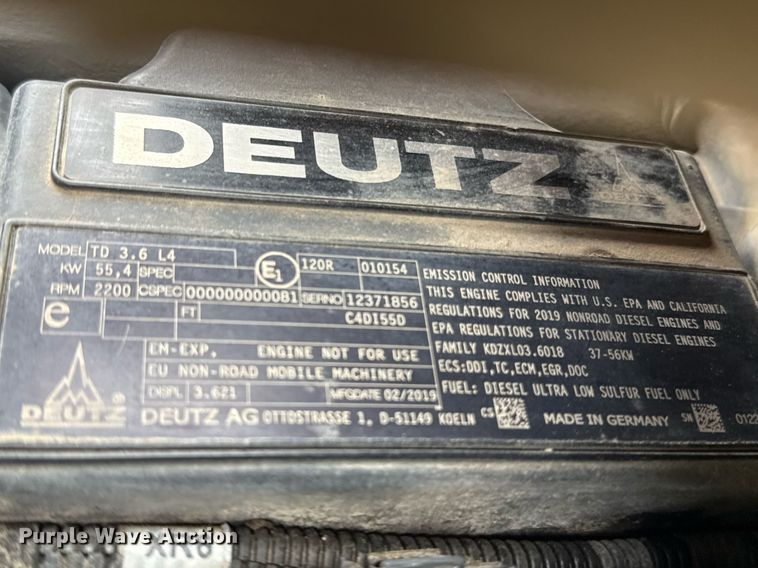 DEUTZ
MODEL TD 3.6 L4
KW 55,4 SPEC
RPM 2200 CSPEC 0000000000B1 SERNO 12371856
E1 120R 010154
e FT C4DI55D
EM-EXP. ENGINE NOT FOR USE
EU NON-ROAD MOBILE MACHINERY
DISPL 3.621 MFGDATE 02/2019
DEUTZ ® DEUTZ AG OTTOSTRASSE 1, D-51149 KOELN CS
EMISSION CONTROL INFORMATION
THIS ENGINE COMPLIES WITH U.S. EPA AND CALIFORNIA
REGULATIONS FOR 2019 NONROAD DIESEL ENGINES AND
EPA REGULATIONS FOR STATIONARY DIESEL ENGINES
FAMILY KDZXL03.6018 37-56KW
ECS:DDI,TC,ECM,EGR,DOC
FUEL: DIESEL ULTRA LOW SULFUR FUEL ONLY
MADE IN GERMANY SN 0122
Purple Wave Auction